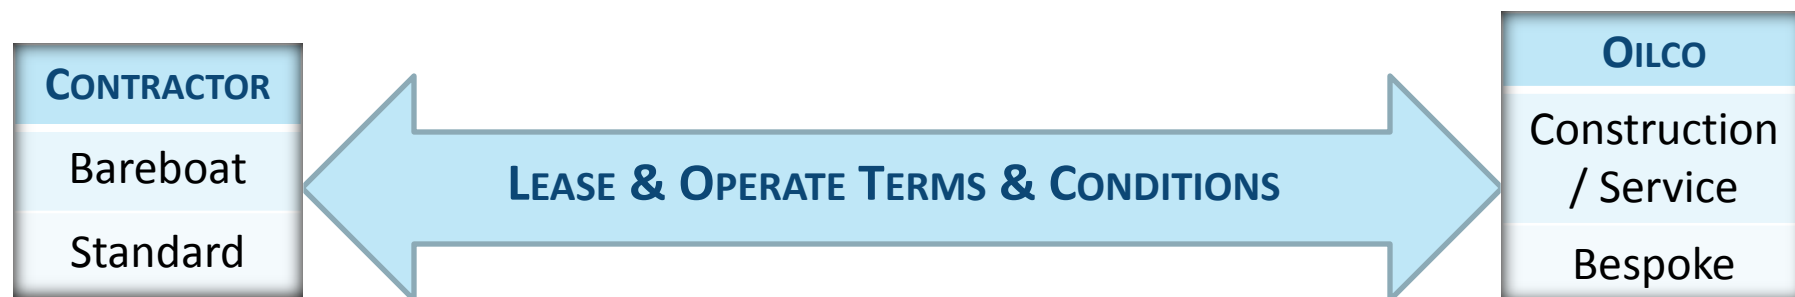 CONTRACTOR
Bareboat
Standard
LEASE & OPERATE TERMS & CONDITIONS
OILCO
Construction
/ Service
Bespoke